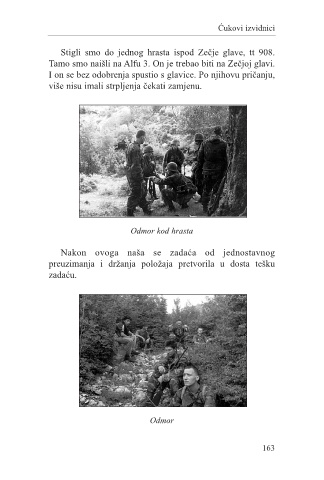 Ćukovi izvidnici
Stigli smo do jednog hrasta ispod Zečje glave, tt 908.
Tamo smo naišli na Alfu 3. On je trebao biti na Zečjoj glavi.
I on se bez odobrenja spustio s glavice. Po njihovu pričanju,
više nisu imali strpljenja čekati zamjenu.
Odmor kod hrasta
Nakon ovoga naša se zadaća od jednostavnog
preuzimanja i držanja položaja pretvorila u dosta tešku
zadaću.
Odmor
163